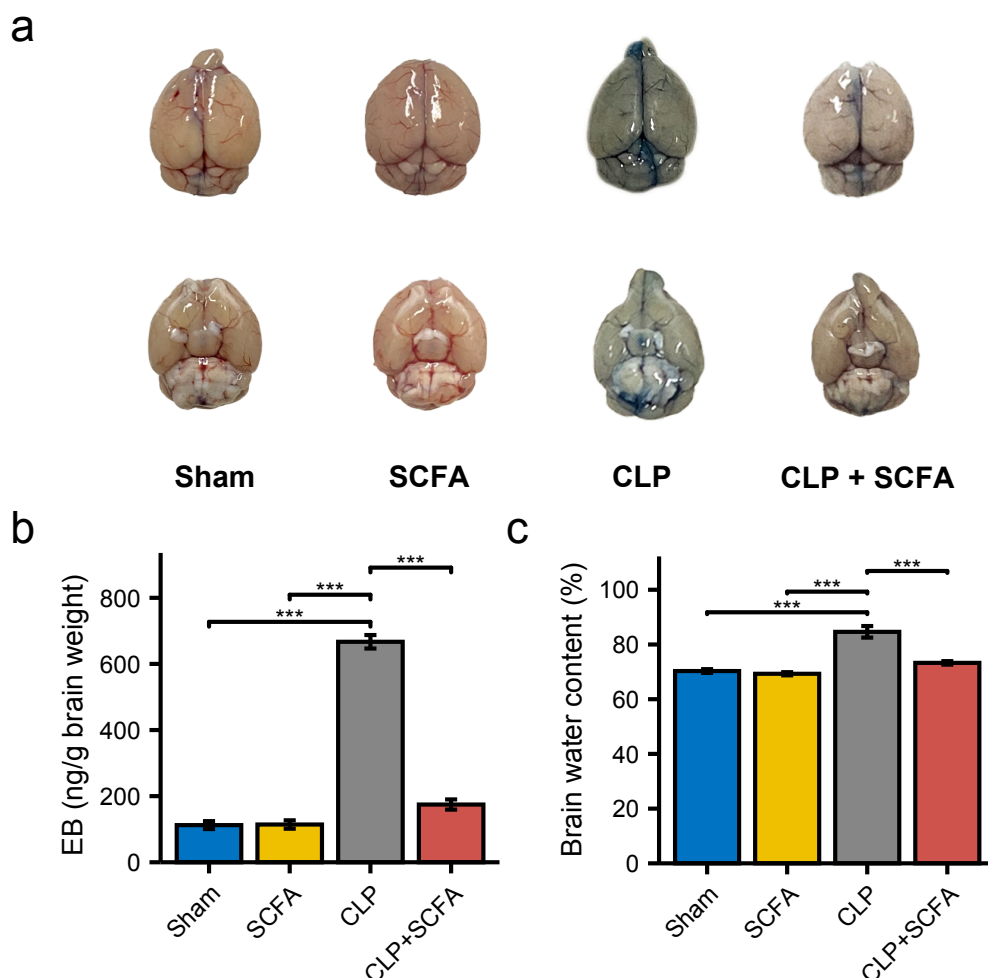 a
Sham SCFA CLP CLP + SCFA
b
EB (ng/g brain weight)
800
600
400
200
0
***
***
***
Sham SCFA CLP CLP+SCFA
c
Brain water content (%)
100
80
60
40
20
0
***
***
***
Sham SCFA CLP CLP+SCFA